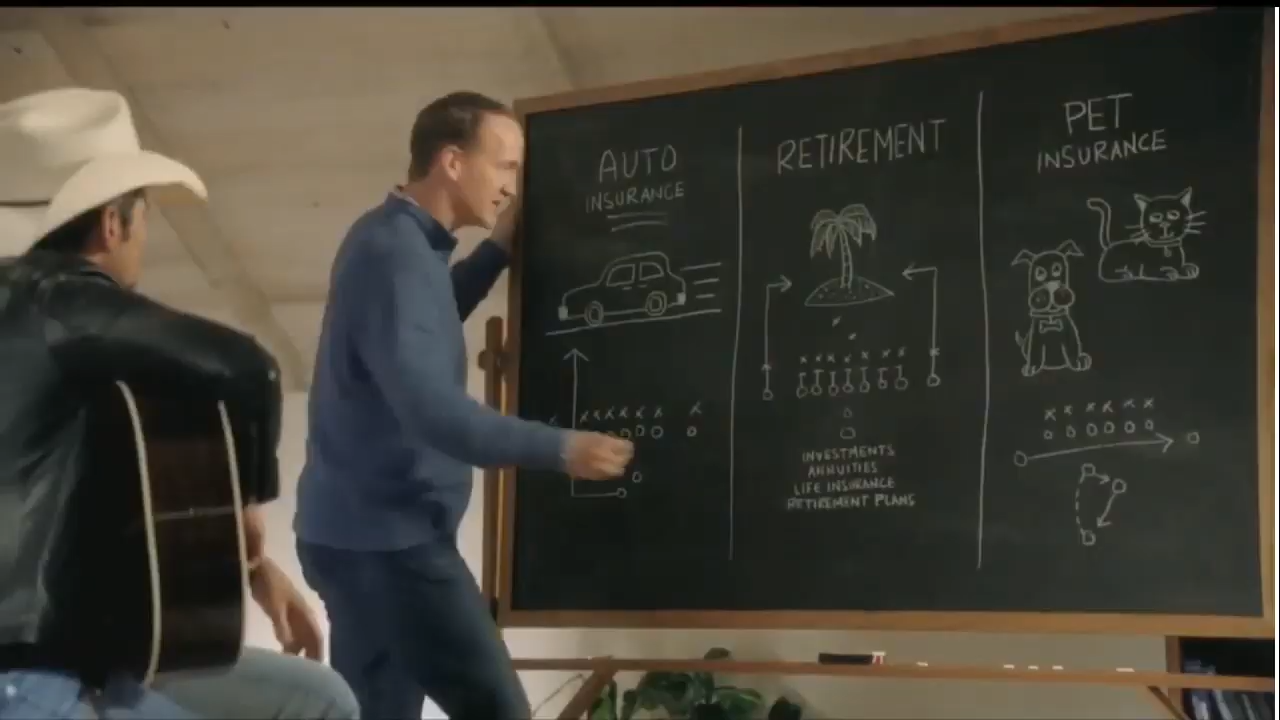 AUTO
INSURANCE
RETIREMENT
INVESTMENTS
ANNUITIES
LIFE INSURANCE
RETIREMENT PLANS
PET
INSURANCE